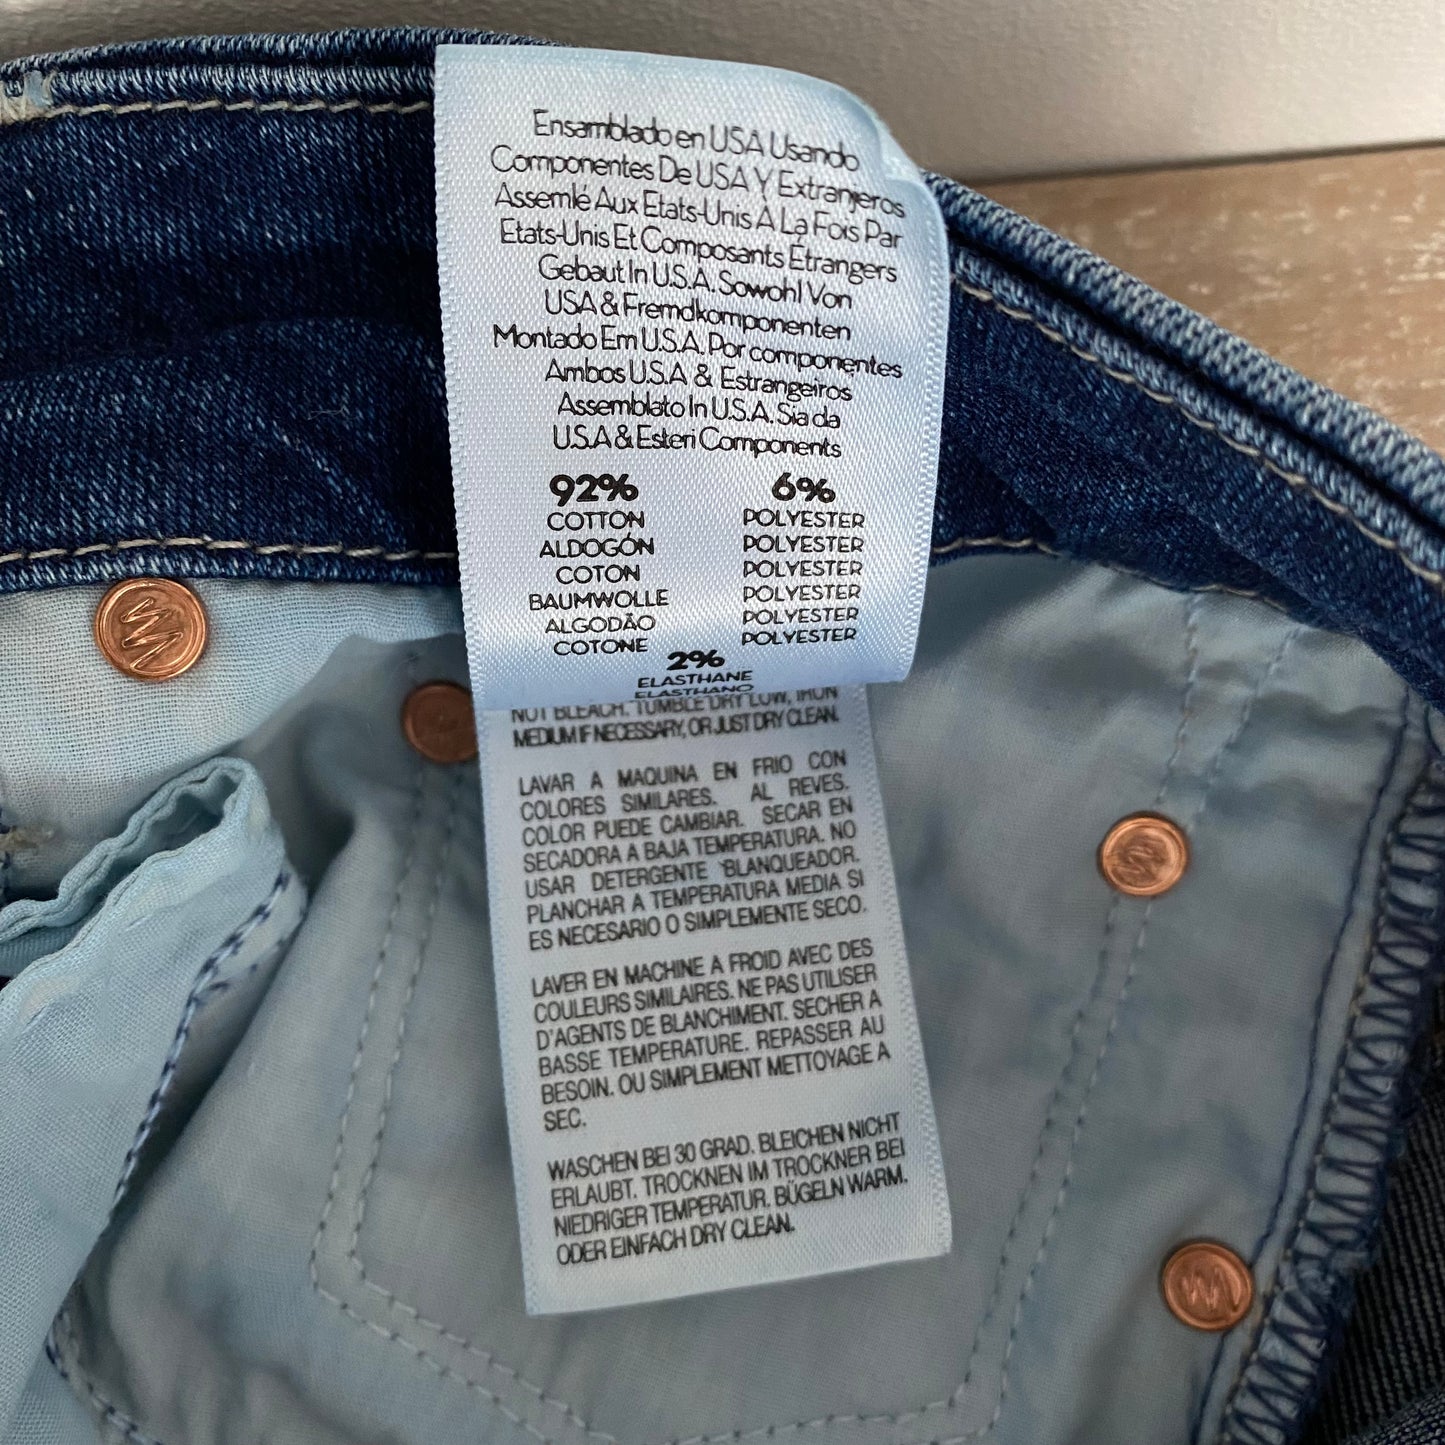 Ensamblado en USA Usando
Componentes De USA Y Extranjeros
Assemlé Aux Etats-Unis À La Fois Par
Etats-Unis Et Composants Étrangers
Gebaut In U.S.A. Sowohl Von
USA & Fremdkomponenten
Montado Em U.S.A. Por componentes
Ambos U.S.A & Estrangeiros
Assemblato In U.S.A. Sia da
U.S.A & Esteri Components
92% 6%
COTTON POLYESTER
ALDOGÓN POLYESTER
COTON POLYESTER
BAUMWOLLE POLYESTER
ALGODÃO POLYESTER
COTONE POLYESTER
2%
ELASTHANE
ELASTHANO
NOT BLEACH. TUMBLE DRY LOW, IRON
MEDIUM IF NECESSARY, OR JUST DRY CLEAN.
LAVAR A MAQUINA EN FRIO CON
COLORES SIMILARES. AL REVES.
COLOR PUEDE CAMBIAR. SECAR EN
SECADORA A BAJA TEMPERATURA. NO
USAR DETERGENTE BLANQUEADOR.
PLANCHAR A TEMPERATURA MEDIA SI
ES NECESARIO O SIMPLEMENTE SECO.
LAVER EN MACHINE A FROID AVEC DES
COULEURS SIMILAIRES. NE PAS UTILISER
D'AGENTS DE BLANCHIMENT. SECHER A
BASSE TEMPERATURE. REPASSER AU
BESOIN. OU SIMPLEMENT METTOYAGE A
SEC.
WASCHEN BEI 30 GRAD. BLEICHEN NICHT
ERLAUBT. TROCKNEN IM TROCKNER BEI
NIEDRIGER TEMPERATUR. BÜGELN WARM.
ODER EINFACH DRY CLEAN.